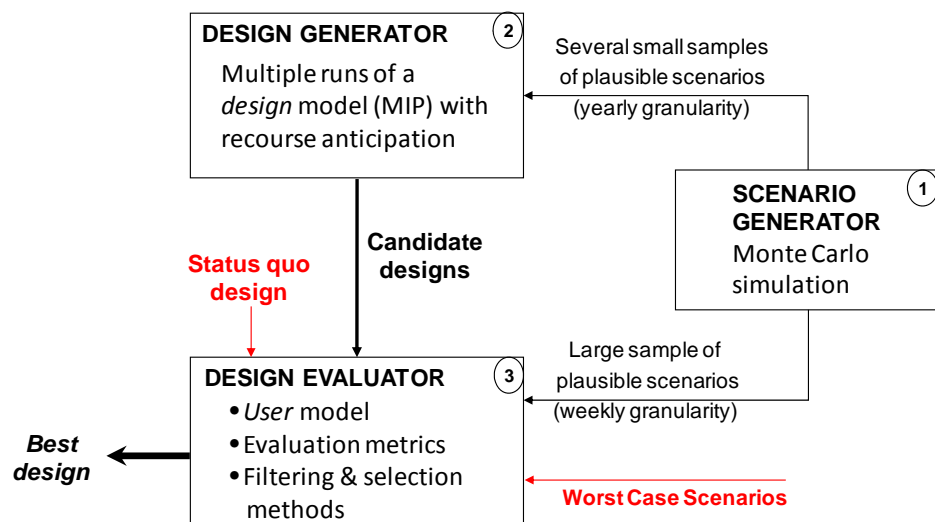 DESIGN GENERATOR
2
Multiple runs of a
design model (MIP) with
recourse anticipation
Several small samples
of plausible scenarios
(yearly granularity)
1
SCENARIO
GENERATOR
Monte Carlo
simulation
Candidate
designs
Status quo
design
Large sample of
plausible scenarios
(weekly granularity)
DESIGN EVALUATOR
3
•User model
•Evaluation metrics
•Filtering & selection
methods
Best
design
Worst Case Scenarios